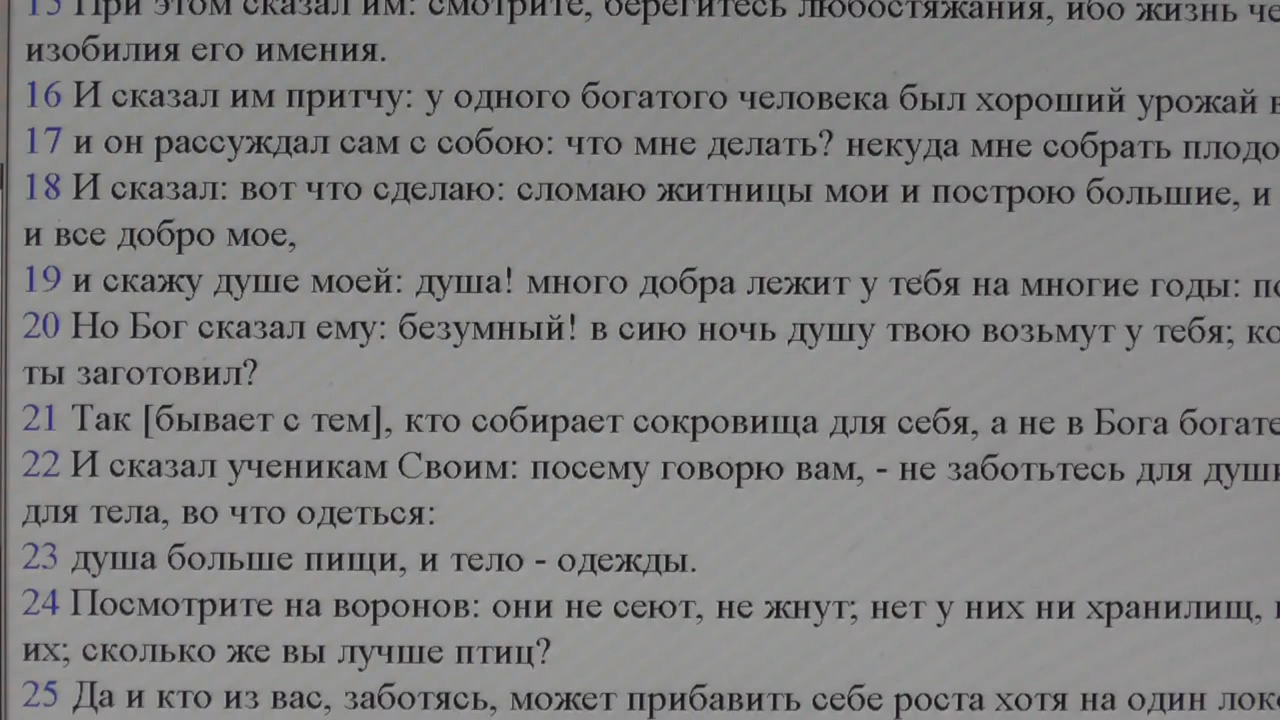 15 При этом сказал им: смотрите, берегитесь любостяжания, ибо жизнь
изобилия его имения.
16 И сказал им притчу: у одного богатого человека был хороший урожай
17 и он рассуждал сам с собою: что мне делать? некуда мне собрать
18 И сказал: вот что сделаю: сломаю житницы мои и построю большие, и
и все добро мое,
19 и скажу душе моей: душа! много добра лежит у тебя на многие годы:
20 Но Бог сказал ему: безумный! в сию ночь душу твою возьмут у тебя;
ты заготовил?
21 Так [бывает с тем], кто собирает сокровища для себя, а не в Бога
22 И сказал ученикам Своим: посему говорю вам, - не заботьтесь для
для тела, во что одеться:
23 душа больше пищи, и тело - одежды.
24 Посмотрите на воронов: они не сеют, не жнут; нет у них ни хранилищ,
их; сколько же вы лучше птиц?
25 Да и кто из вас, заботясь, может прибавить себе роста хотя на один